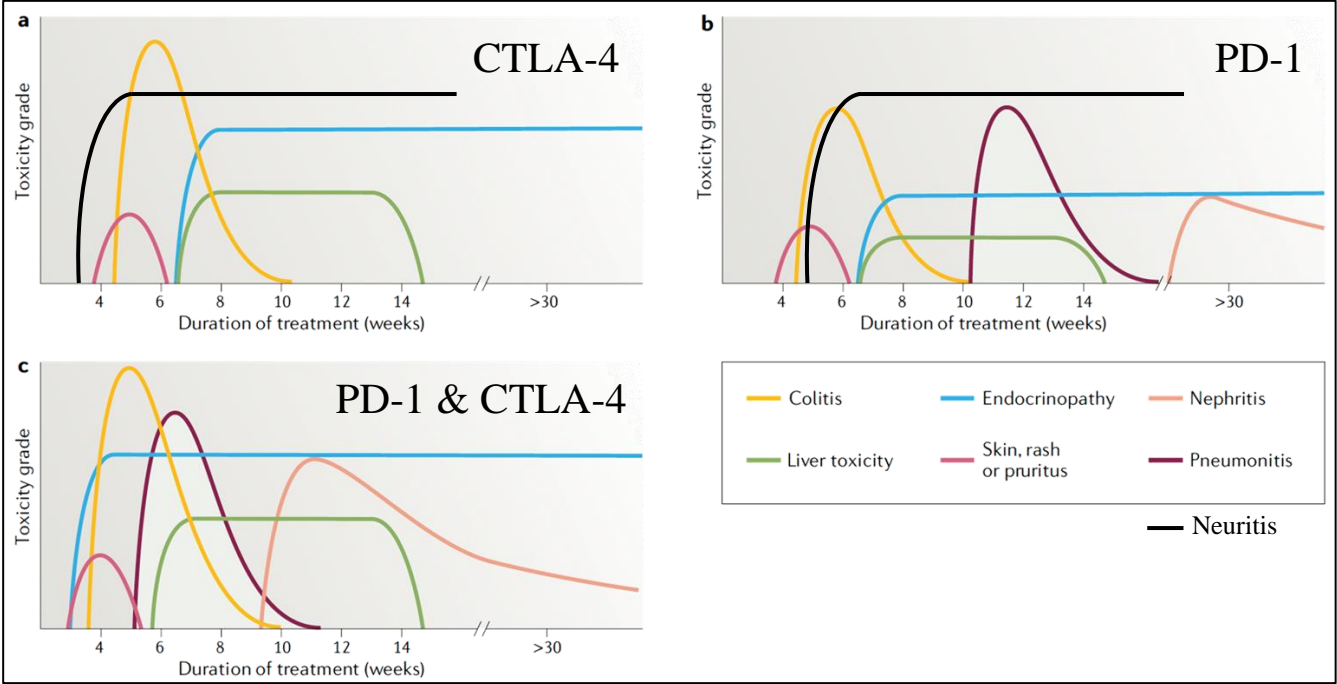 a
CTLA-4
Toxicity grade
4 6 8 10 12 14 >30
Duration of treatment (weeks)
b
PD-1
Toxicity grade
4 6 8 10 12 14 >30
Duration of treatment (weeks)
c
PD-1 & CTLA-4
Toxicity grade
4 6 8 10 12 14 >30
Duration of treatment (weeks)
Colitis
Endocrinopathy
Nephritis
Liver toxicity
Skin, rash
or pruritus
Pneumonitis
Neuritis